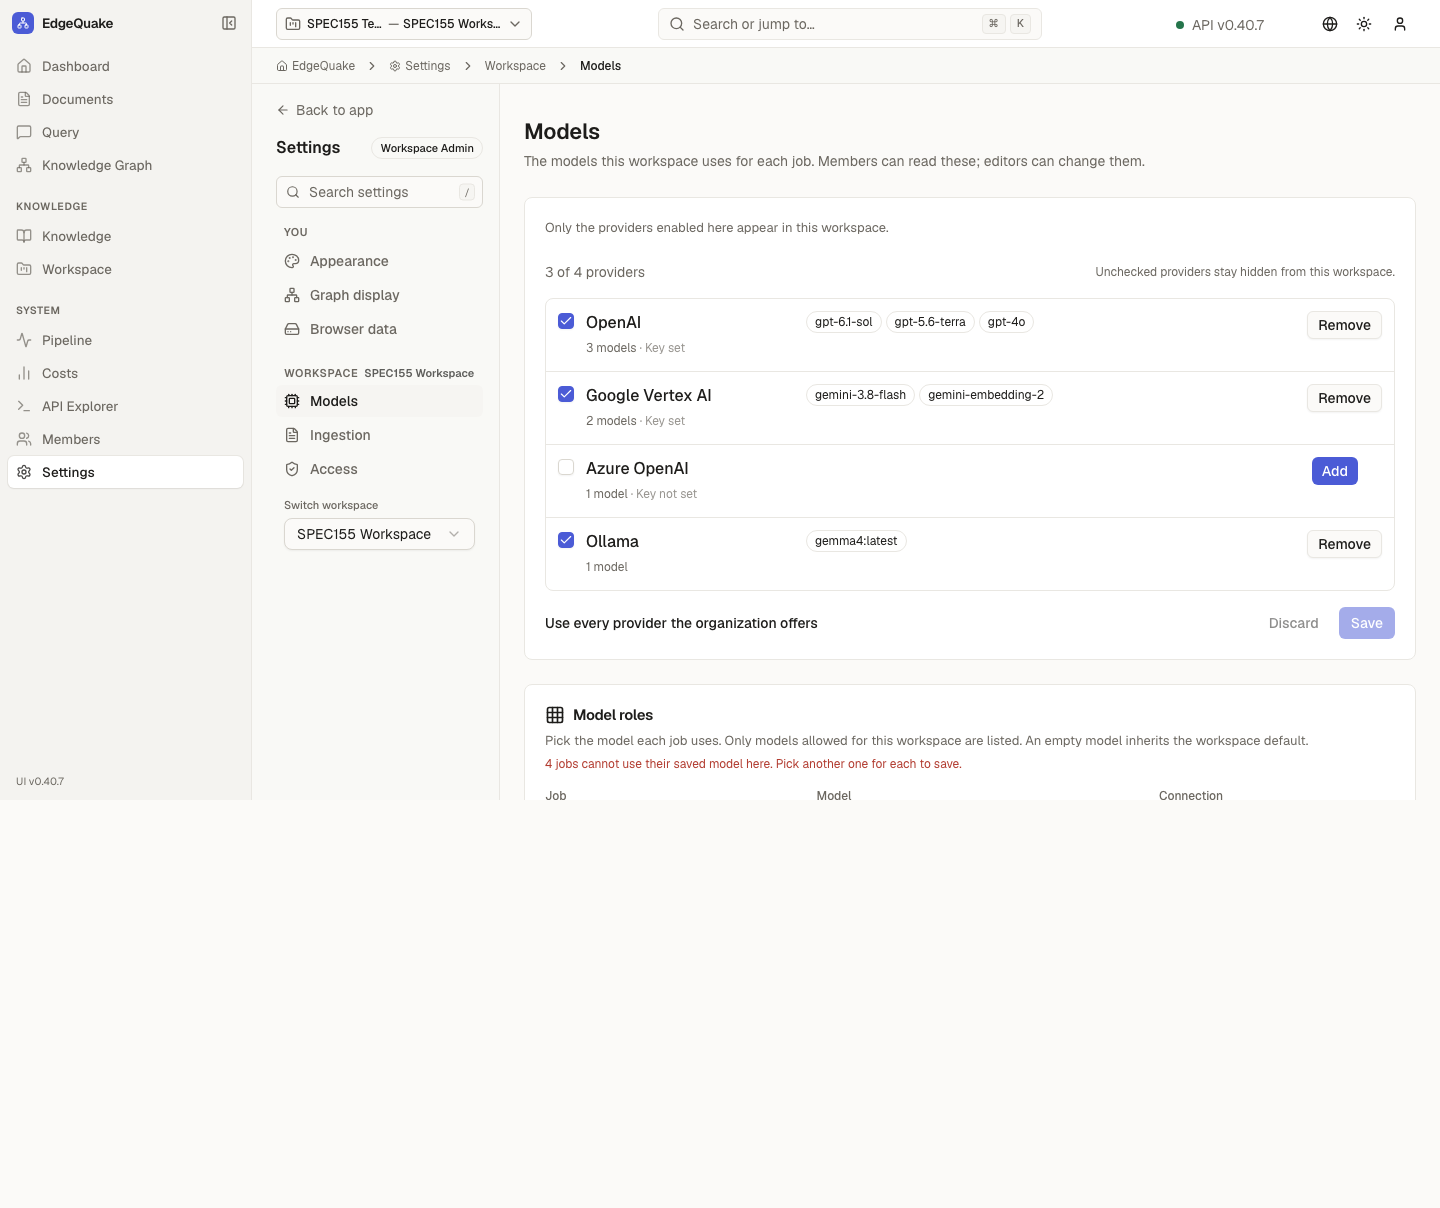 EdgeQuake
Dashboard
Documents
Query
Knowledge Graph
KNOWLEDGE
Knowledge
Workspace
SYSTEM
Pipeline
Costs
API Explorer
Members
Settings
UI v0.40.7
SPEC155 Te... — SPEC155 Works...
Search or jump to...
⌘ K
API v0.40.7
EdgeQuake > Settings > Workspace > Models
Back to app
Settings
Workspace Admin
Search settings /
YOU
Appearance
Graph display
Browser data
WORKSPACE SPEC155 Workspace
Models
Ingestion
Access
Switch workspace
SPEC155 Workspace
Models
The models this workspace uses for each job. Members can read these; editors can change them.
Only the providers enabled here appear in this workspace.
3 of 4 providers
Unchecked providers stay hidden from this workspace.
OpenAI gpt-6.1-sol gpt-5.6-terra gpt-4o Remove
3 models · Key set
Google Vertex AI gemini-3.8-flash gemini-embedding-2 Remove
2 models · Key set
Azure OpenAI Add
1 model · Key not set
Ollama gemma4:latest Remove
1 model
Use every provider the organization offers
Discard Save
Model roles
Pick the model each job uses. Only models allowed for this workspace are listed. An empty model inherits the workspace default.
4 jobs cannot use their saved model here. Pick another one for each to save.
Job Model Connection